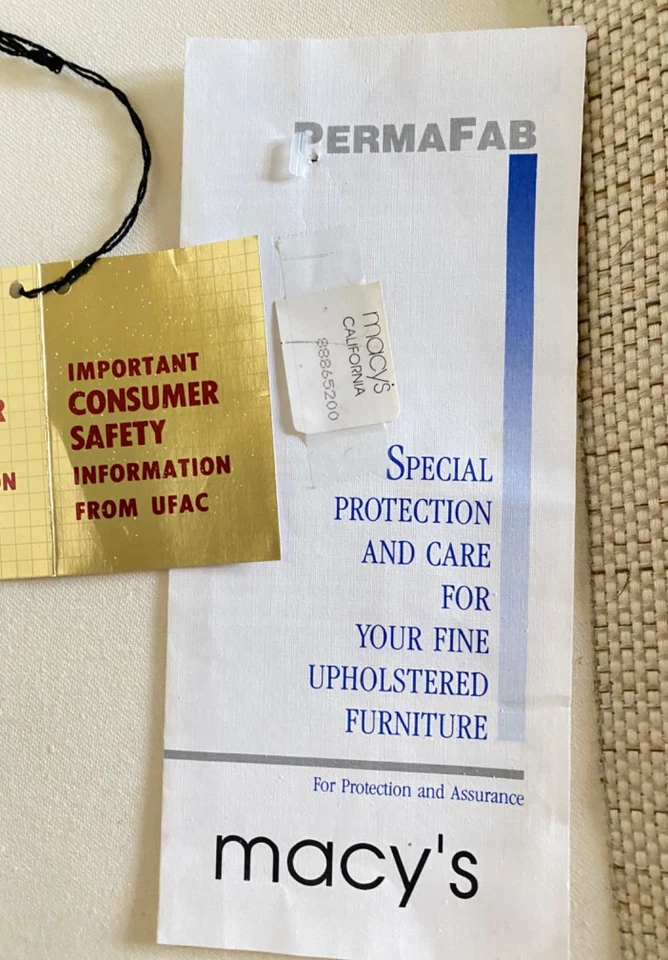 PERMAFAB
macy's
CALIFORNIA
88865200
R
ON
IMPORTANT
CONSUMER
SAFETY
INFORMATION
FROM UFAC
SPECIAL
PROTECTION
AND CARE
FOR
YOUR FINE
UPHOLSTERED
FURNITURE
For Protection and Assurance
macy's